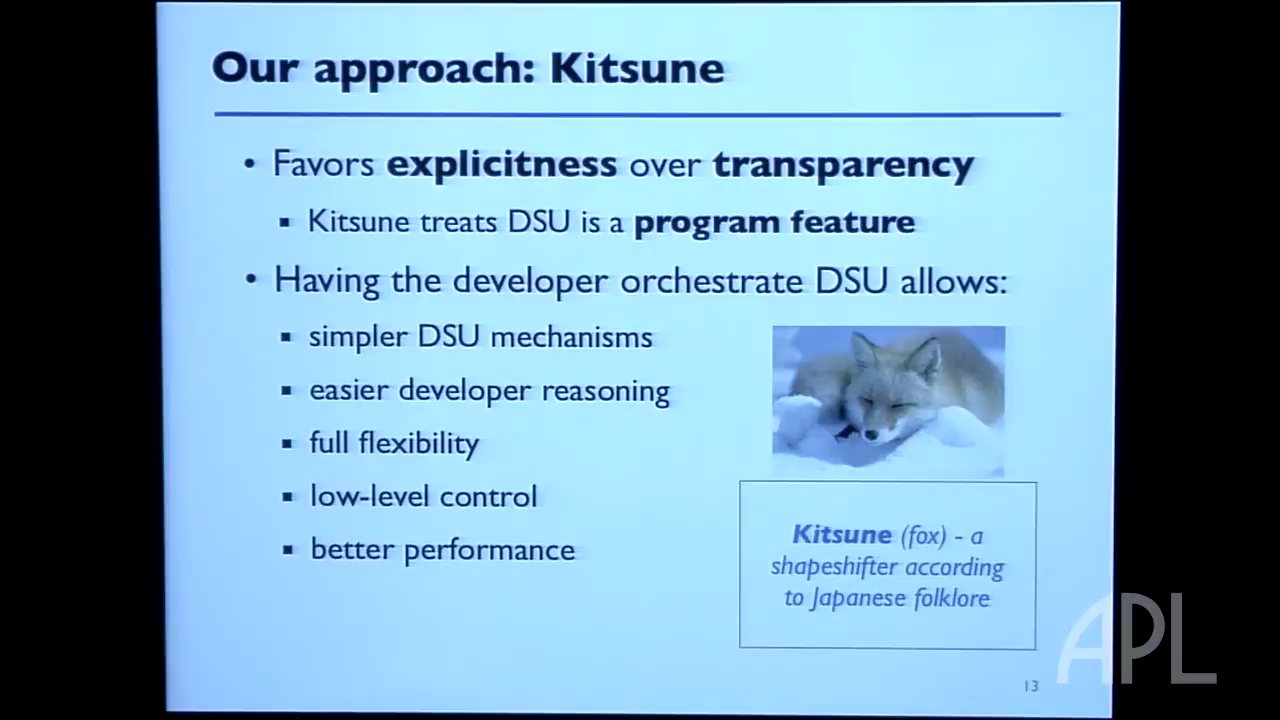 Our approach: Kitsune
• Favors explicitness over transparency
▪ Kitsune treats DSU is a program feature
• Having the developer orchestrate DSU allows:
▪ simpler DSU mechanisms
▪ easier developer reasoning
▪ full flexibility
▪ low-level control
▪ better performance
Kitsune (fox) - a
shapeshifter according
to Japanese folklore
13
APL